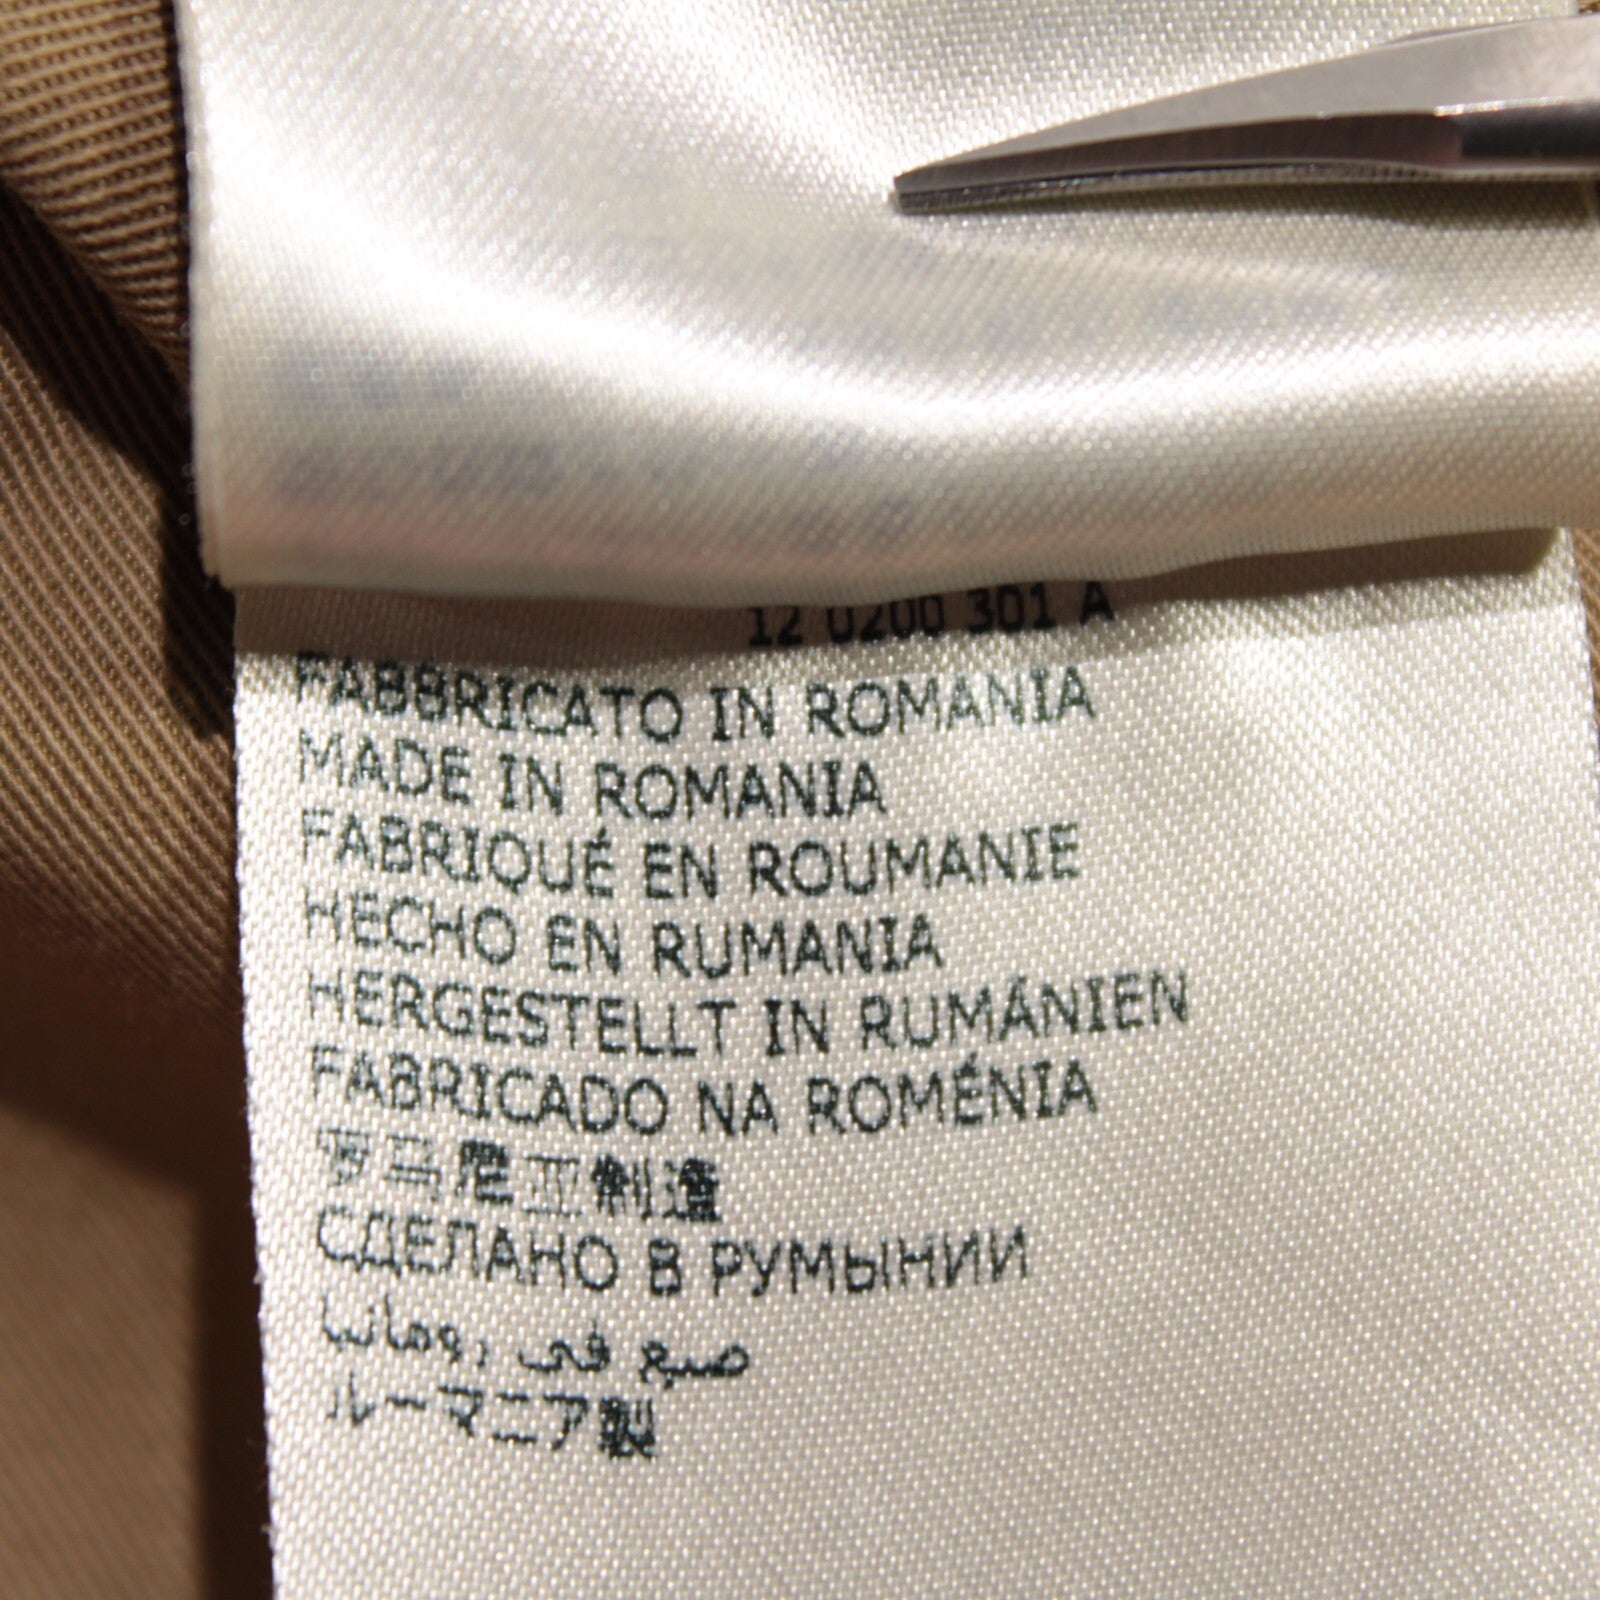 12 0200 301 A
FABBRICATO IN ROMANIA
MADE IN ROMANIA
FABRIQUÉ EN ROUMANIE
HECHO EN RUMANIA
HERGESTELLT IN RUMÁNIEN
FABRICADO NA ROMÉNIA
罗马尼亚制造
СДЕЛАНО В РУМЫНИИ
صنع في رومانيا
ルーマニア製